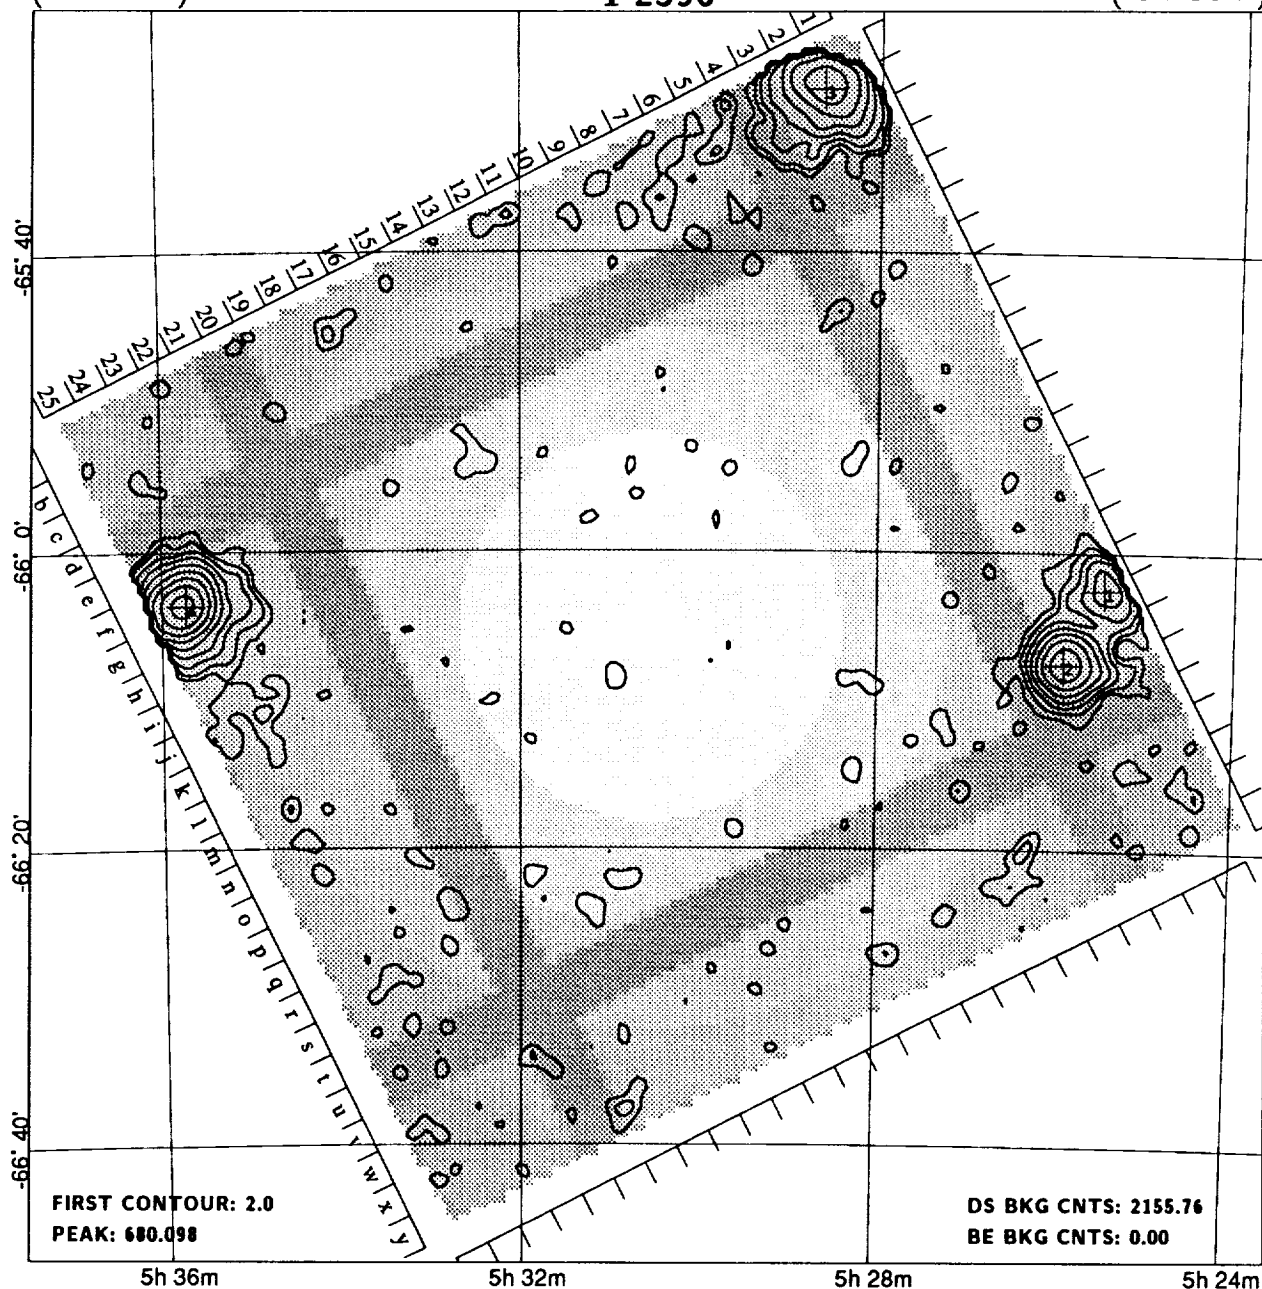 1 2 3 4 5 6 7 8 9 10 11 12 13 14 15 16 17 18 19 20 21 22 23 24 25
3
-65° 40'
-66° 0'
-66° 20'
-66° 40'
b c d e f g h i j k l m n o p q r s t u v w x y
1
2
FIRST CONTOUR: 2.0
PEAK: 680.098
DS BKG CNTS: 2155.76
BE BKG CNTS: 0.00
5h 36m 5h 32m 5h 28m 5h 24m